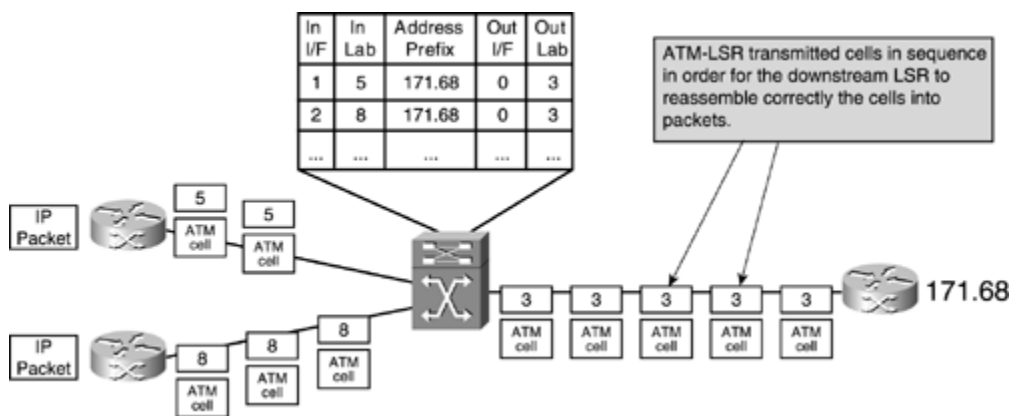 In I/F In Lab Address Prefix Out I/F Out Lab
1 5 171.68 0 3
2 8 171.68 0 3
... ... ... ... ...
ATM-LSR transmitted cells in sequence
in order for the downstream LSR to
reassemble correctly the cells into
packets.
IP
Packet
5
ATM
cell
5
ATM
cell
IP
Packet
8
ATM
cell
8
ATM
cell
8
ATM
cell
3
ATM
cell
3
ATM
cell
3
ATM
cell
3
ATM
cell
3
ATM
cell
171.68